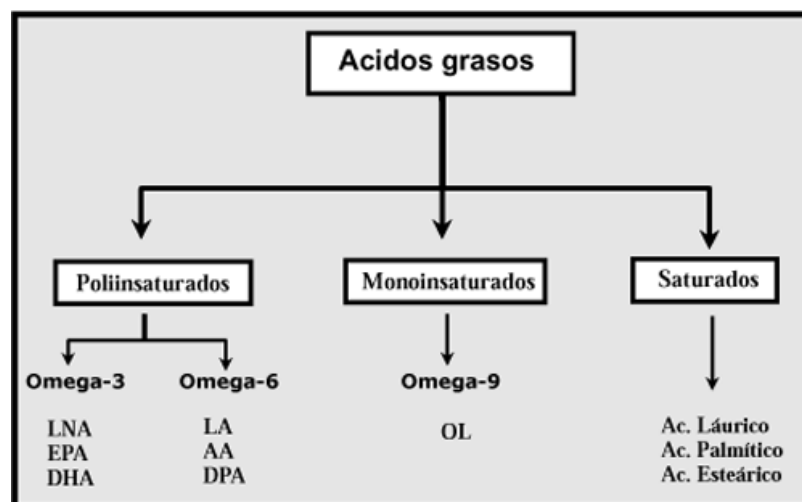 Acidos grasos
Poliinsaturados
Monoinsaturados
Saturados
Omega-3
Omega-6
Omega-9
LNA
EPA
DHA
LA
AA
DPA
OL
Ac. Láurico
Ac. Palmítico
Ac. Esteárico